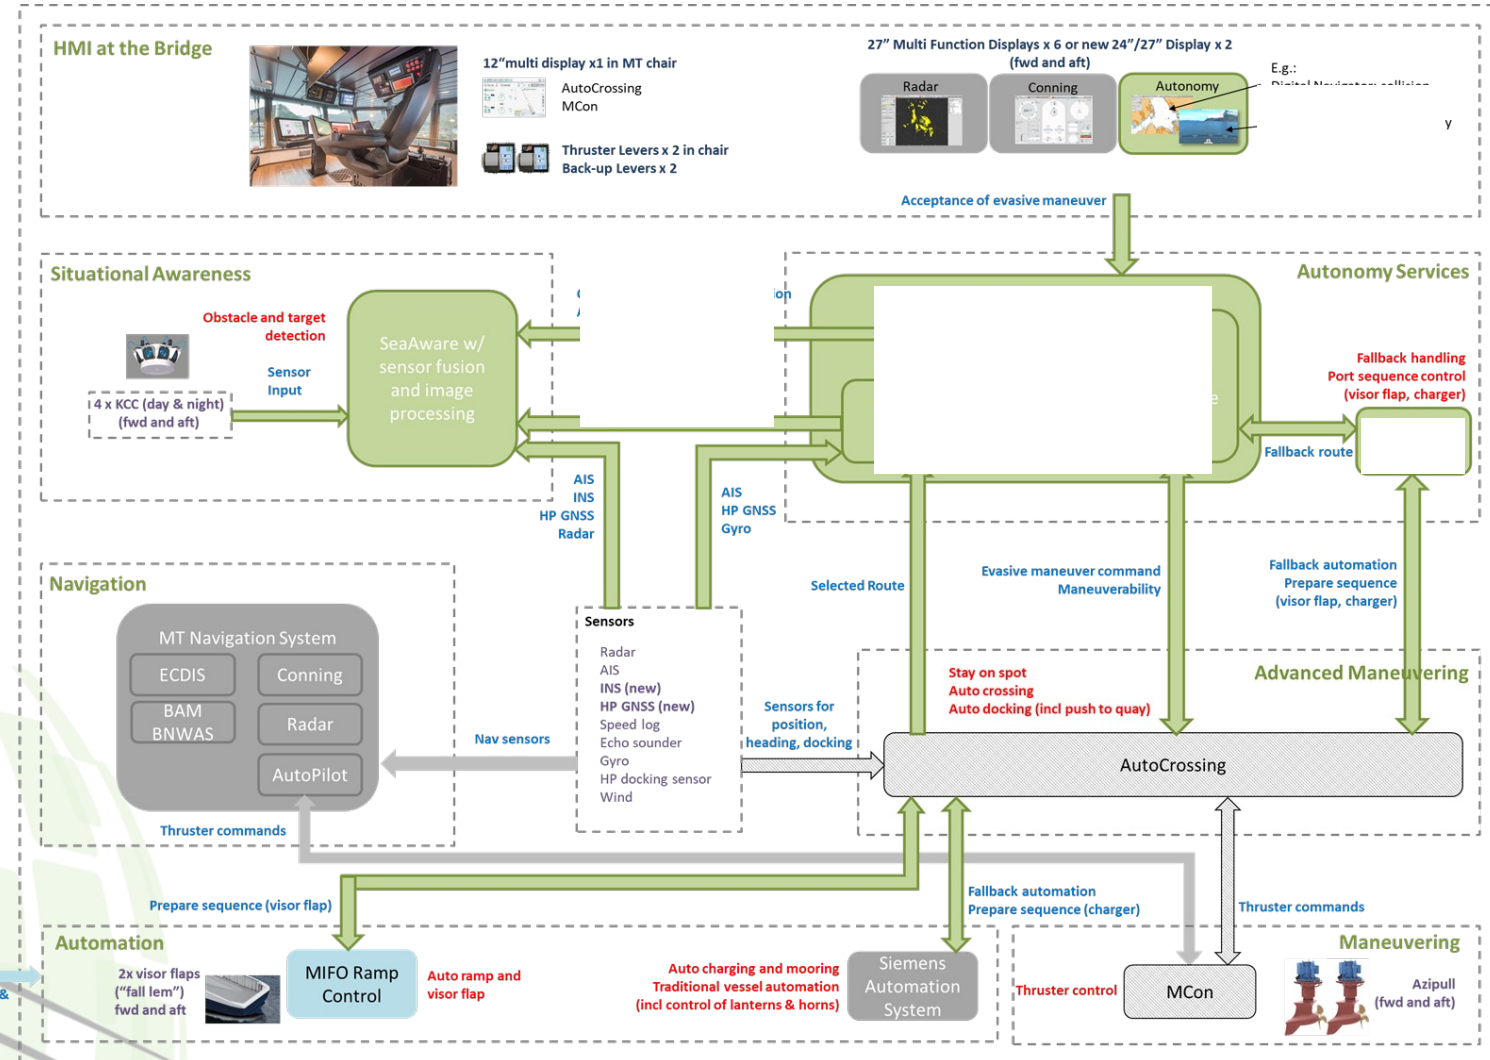 HMI at the Bridge
12“multi display x1 in MT chair
AutoCrossing
MCon
Thruster Levers x 2 in chair
Back-up Levers x 2
27” Multi Function Displays x 6 or new 24”/27” Display x 2
(fwd and aft)
Radar
Conning
Autonomy
E.g.:
y
Acceptance of evasive maneuver
Situational Awareness
Obstacle and target
detection
Sensor
Input
4 x KCC (day & night)
(fwd and aft)
SeaAware w/
sensor fusion
and image
processing
Autonomy Services
Fallback handling
Port sequence control
(visor flap, charger)
Fallback route
AIS
INS
HP GNSS
Radar
AIS
HP GNSS
Gyro
Selected Route
Evasive maneuver command
Maneuverability
Fallback automation
Prepare sequence
(visor flap, charger)
Navigation
MT Navigation System
ECDIS
Conning
BAM
BNWAS
Radar
AutoPilot
Nav sensors
Thruster commands
Sensors
Radar
AIS
INS (new)
HP GNSS (new)
Speed log
Echo sounder
Gyro
HP docking sensor
Wind
Sensors for
position,
heading, docking
Advanced Maneuvering
Stay on spot
Auto crossing
Auto docking (incl push to quay)
AutoCrossing
Prepare sequence (visor flap)
Fallback automation
Prepare sequence (charger)
Thruster commands
Automation
2x visor flaps
(“fall lem”)
fwd and aft
MIFO Ramp
Control
Auto ramp and
visor flap
Auto charging and mooring
Traditional vessel automation
(incl control of lanterns & horns)
Siemens
Automation
System
Maneuvering
Thruster control
MCon
Azipull
(fwd and aft)
&